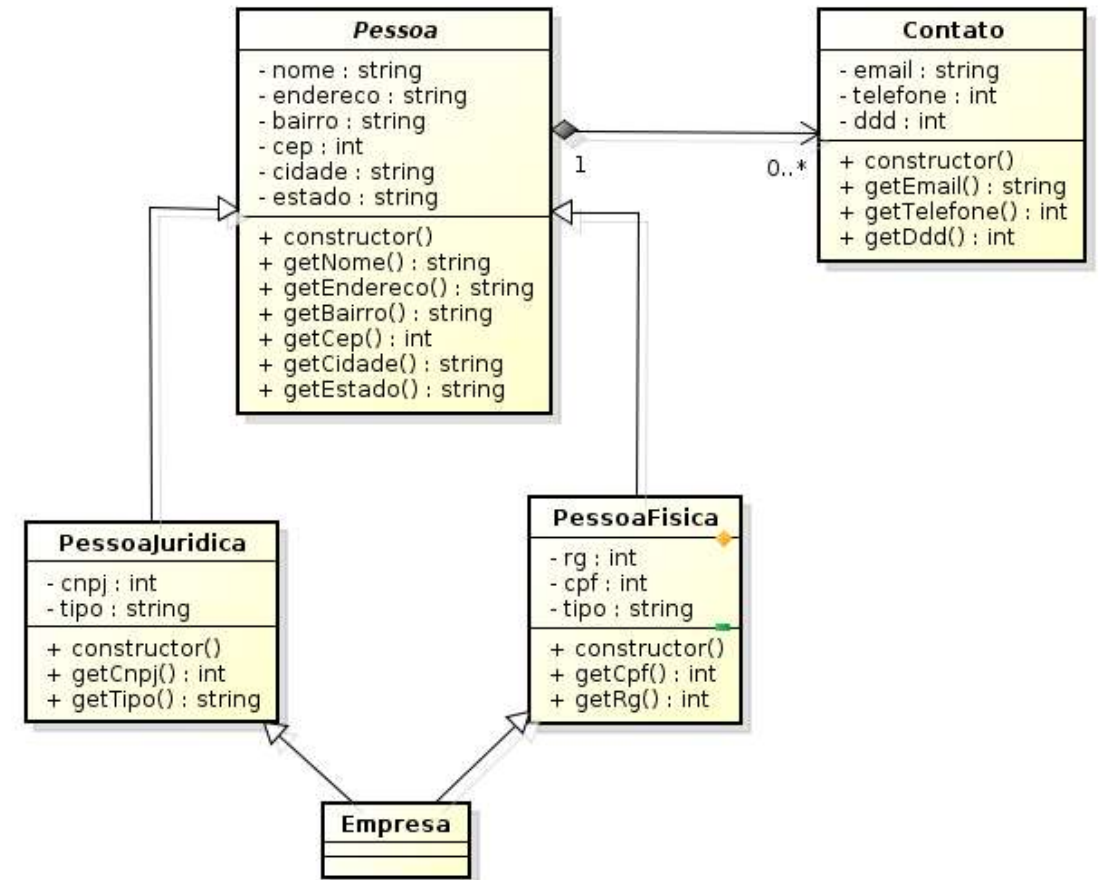 Pessoa
- nome : string
- endereco : string
- bairro : string
- cep : int
- cidade : string
- estado : string
+ constructor()
+ getNome() : string
+ getEndereco() : string
+ getBairro() : string
+ getCep() : int
+ getCidade() : string
+ getEstado() : string
1
0..*
Contato
- email : string
- telefone : int
- ddd : int
+ constructor()
+ getEmail() : string
+ getTelefone() : int
+ getDdd() : int
PessoaJuridica
- cnpj : int
- tipo : string
+ constructor()
+ getCnpj() : int
+ getTipo() : string
PessoaFisica
- rg : int
- cpf : int
- tipo : string
+ constructor()
+ getCpf() : int
+ getRg() : int
Empresa